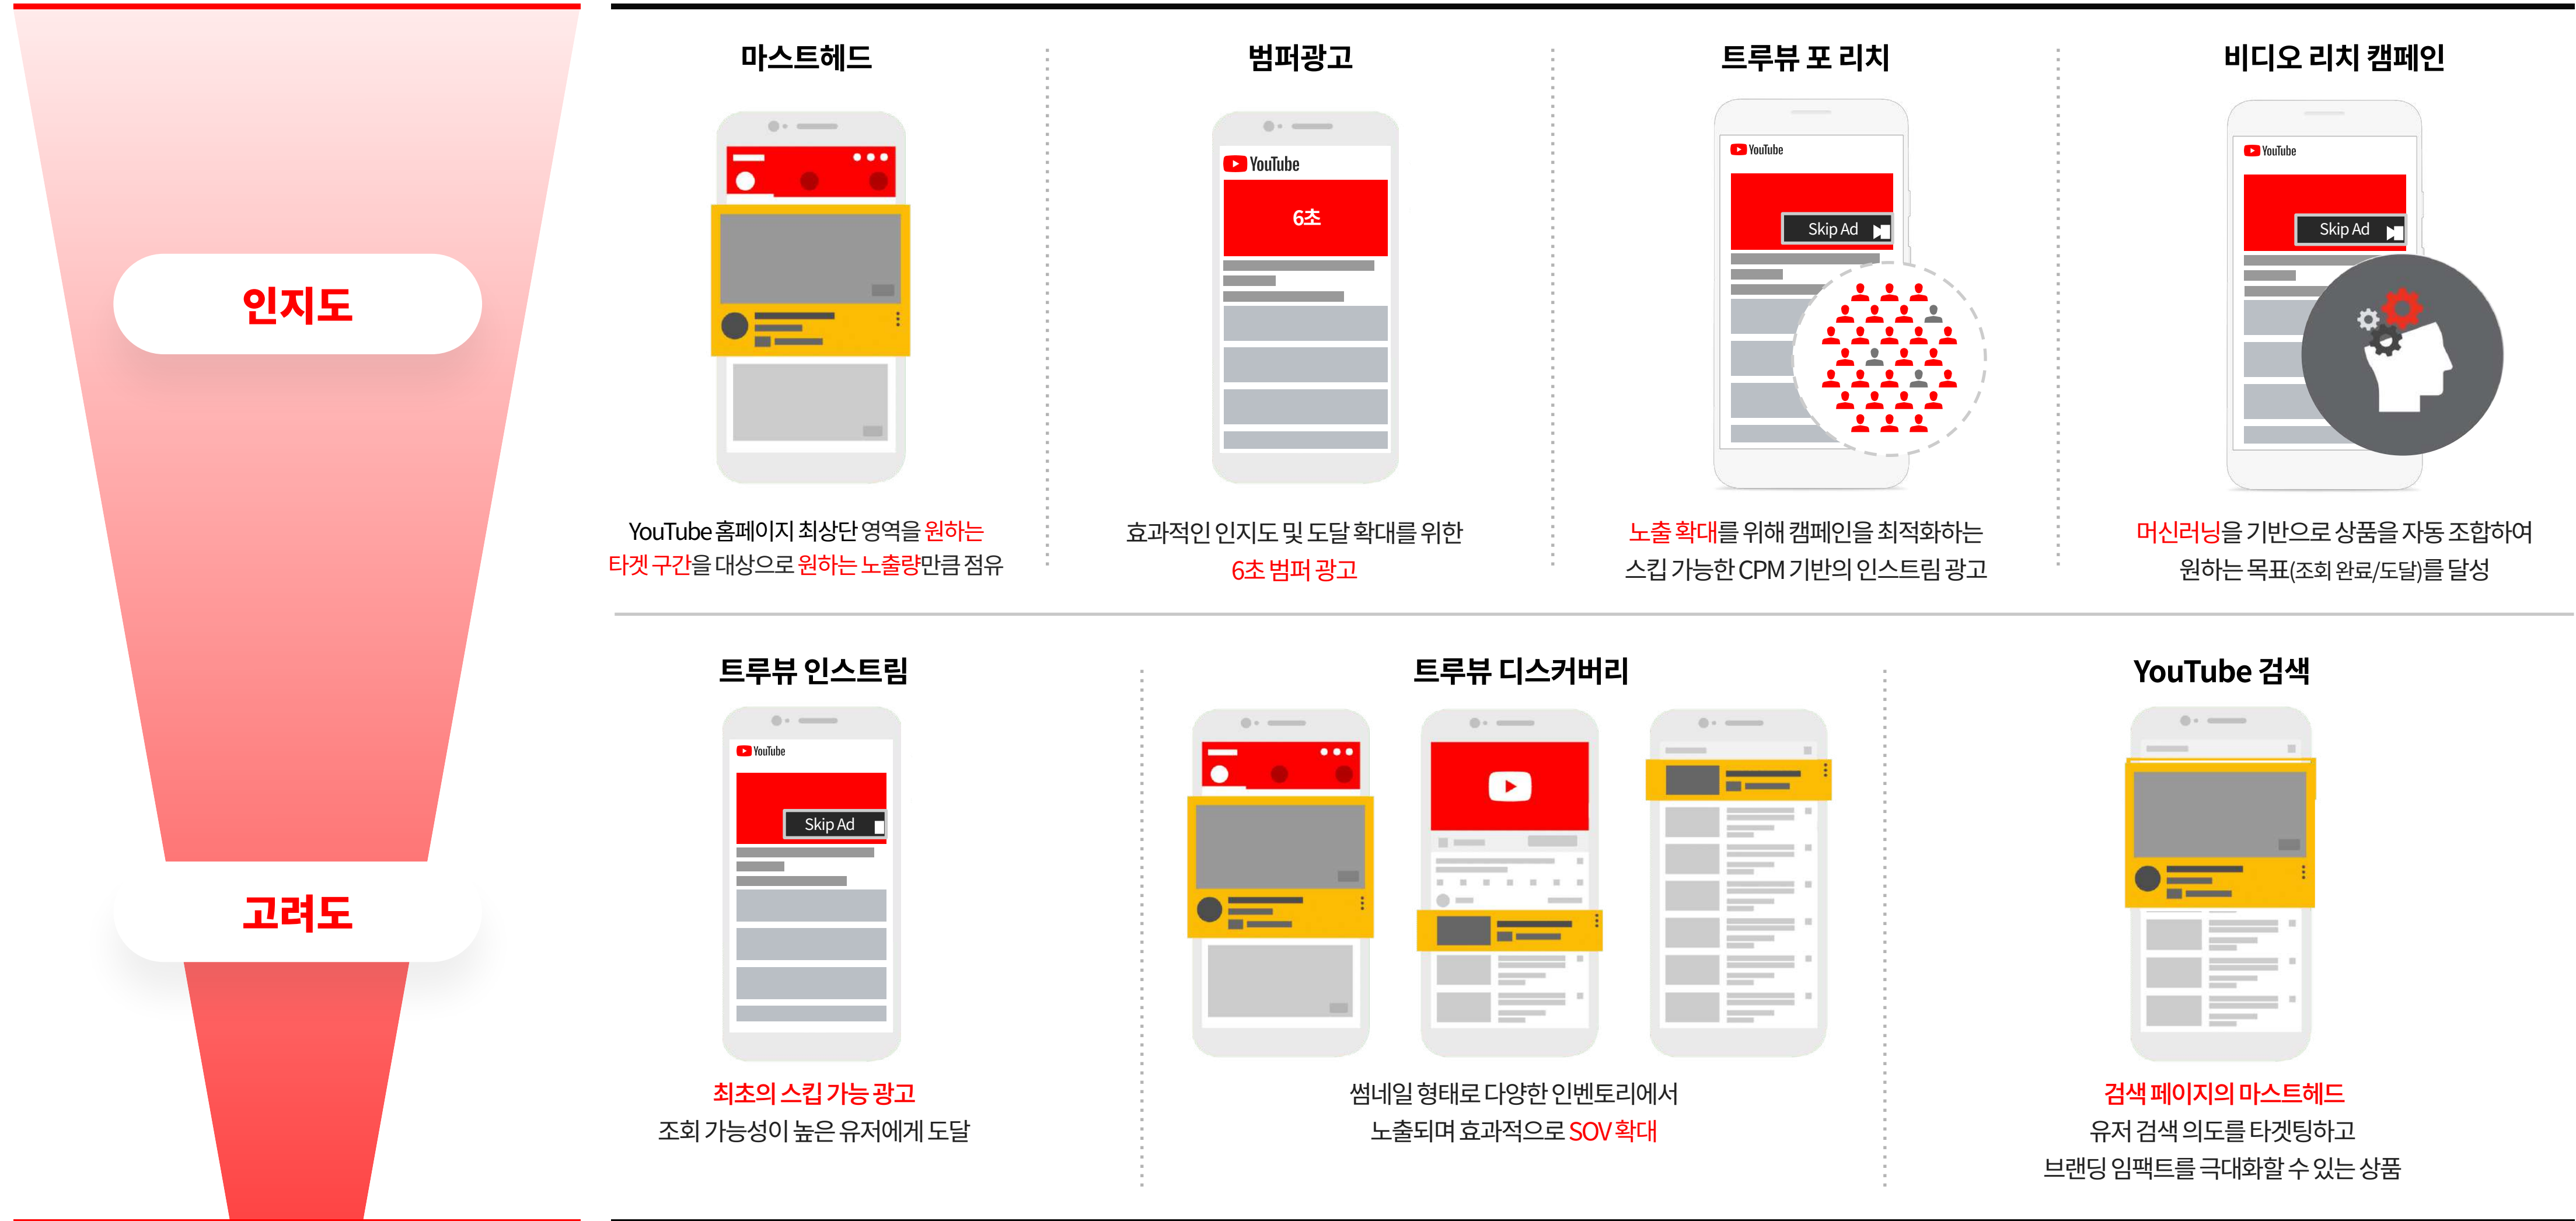 인지도
고려도
마스트헤드
YouTube 홈페이지 최상단 영역을 원하는
타겟 구간을 대상으로 원하는 노출량만큼 점유
범퍼광고
YouTube
6초
효과적인 인지도 및 도달 확대를 위한
6초 범퍼 광고
트루뷰 포 리치
YouTube
Skip Ad
노출 확대를 위해 캠페인을 최적화하는
스킵 가능한 CPM 기반의 인스트림 광고
비디오 리치 캠페인
YouTube
Skip Ad
머신러닝을 기반으로 상품을 자동 조합하여
원하는 목표(조회 완료/도달)를 달성
트루뷰 인스트림
YouTube
Skip Ad
최초의 스킵 가능 광고
조회 가능성이 높은 유저에게 도달
트루뷰 디스커버리
썸네일 형태로 다양한 인벤토리에서
노출되며 효과적으로 SOV 확대
YouTube 검색
검색 페이지의 마스트헤드
유저 검색 의도를 타겟팅하고
브랜딩 임팩트를 극대화할 수 있는 상품